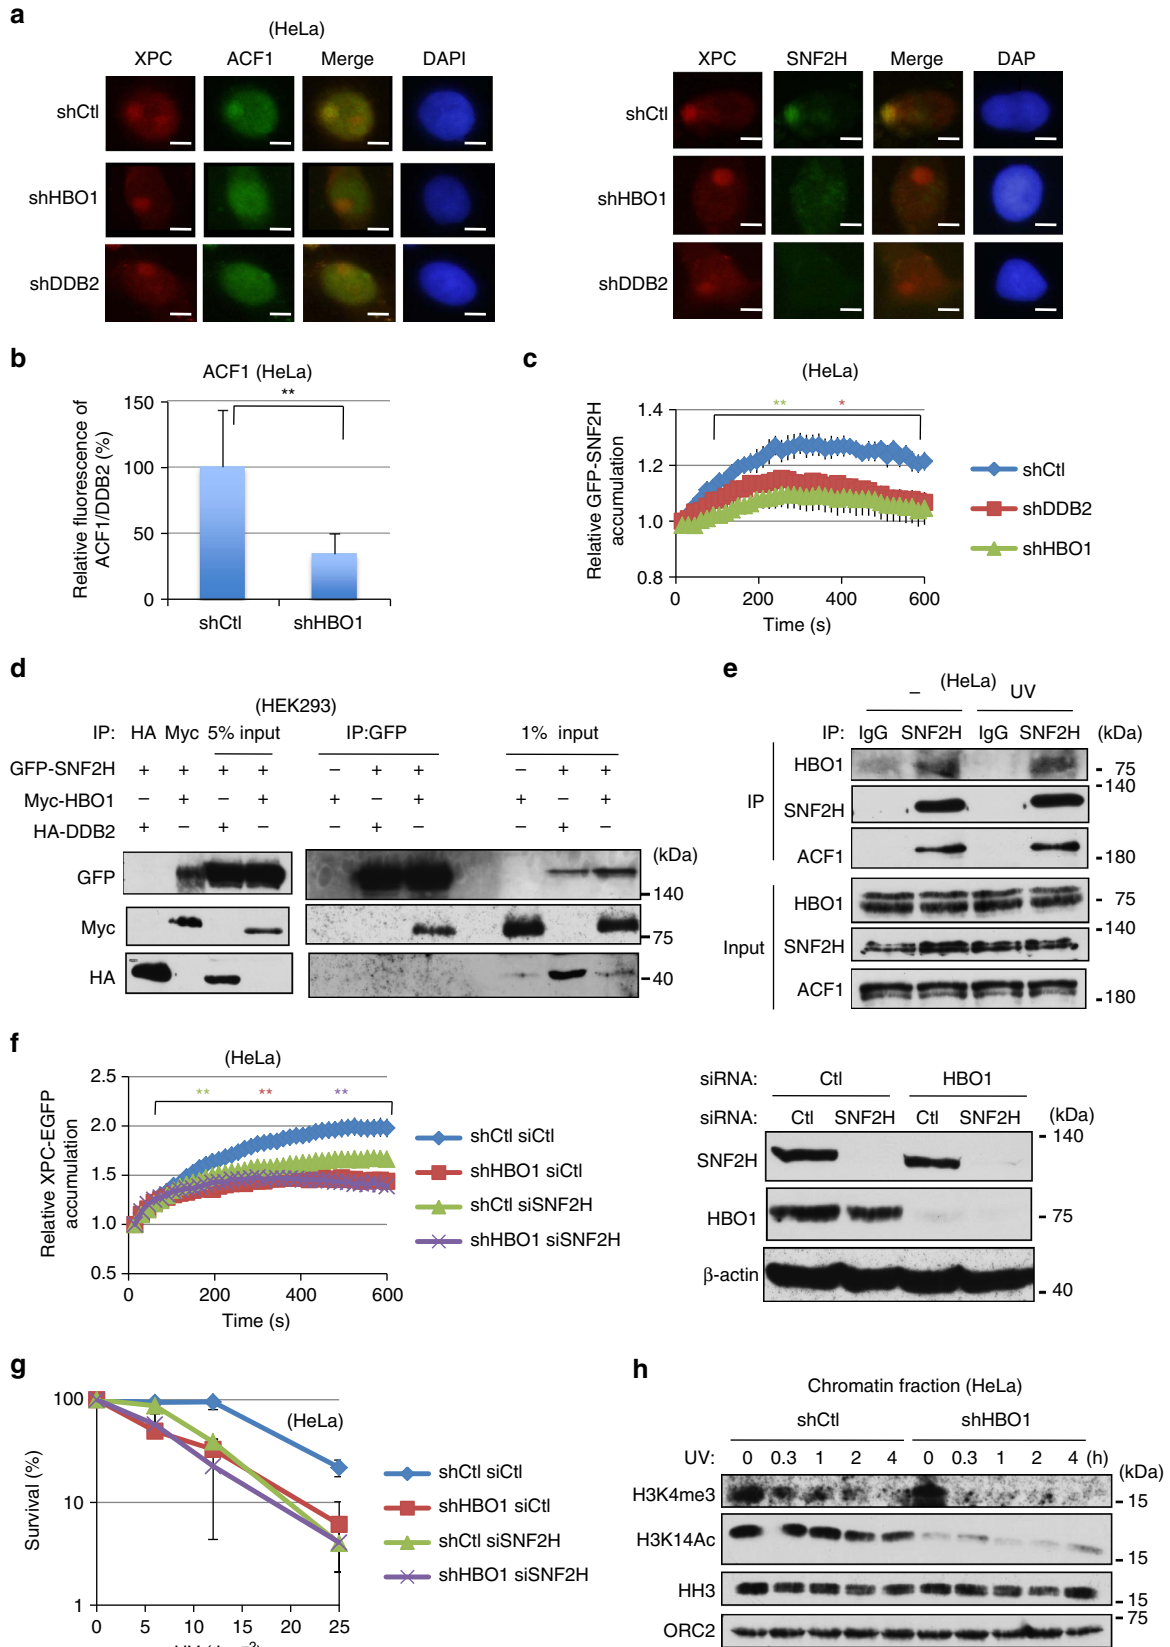 a
(HeLa)
XPC ACF1 Merge DAPI
shCtl
shHBO1
shDDB2
XPC SNF2H Merge DAP
shCtl
shHBO1
shDDB2
b
ACF1 (HeLa)
**
Relative fluorescence of
ACF1/DDB2 (%)
150
100
50
0
shCtl shHBO1
c
(HeLa)
** *
Relative GFP-SNF2H
accumulation
1.4
1.2
1.0
0.8
0 200 400 600
Time (s)
shCtl
shDDB2
shHBO1
d
(HEK293)
IP: HA Myc 5% input IP:GFP 1% input
GFP-SNF2H + + + + − + + − + +
Myc-HBO1 − + − + + − + + − +
HA-DDB2 + − + − − + − − + −
(kDa)
GFP
140
Myc
75
HA
40
e
(HeLa)
− UV
IP: IgG SNF2H IgG SNF2H (kDa)
IP
HBO1
75
140
SNF2H
ACF1
180
Input
HBO1
75
140
SNF2H
ACF1
180
f
(HeLa)
** ** **
Relative XPC-EGFP
accumulation
2.5
2.0
1.5
1.0
0.5
0 200 400 600
Time (s)
shCtl siCtl
shHBO1 siCtl
shCtl siSNF2H
shHBO1 siSNF2H
siRNA: Ctl HBO1
siRNA: Ctl SNF2H Ctl SNF2H (kDa)
140
SNF2H
HBO1
75
β-actin
40
g
(HeLa)
Survival (%)
100
10
1
0 5 10 15 20 25
shCtl siCtl
shHBO1 siCtl
shCtl siSNF2H
shHBO1 siSNF2H
h
Chromatin fraction (HeLa)
shCtl shHBO1
UV: 0 0.3 1 2 4 0 0.3 1 2 4 (h)
(kDa)
H3K4me3
15
H3K14Ac
15
HH3
15
75
ORC2